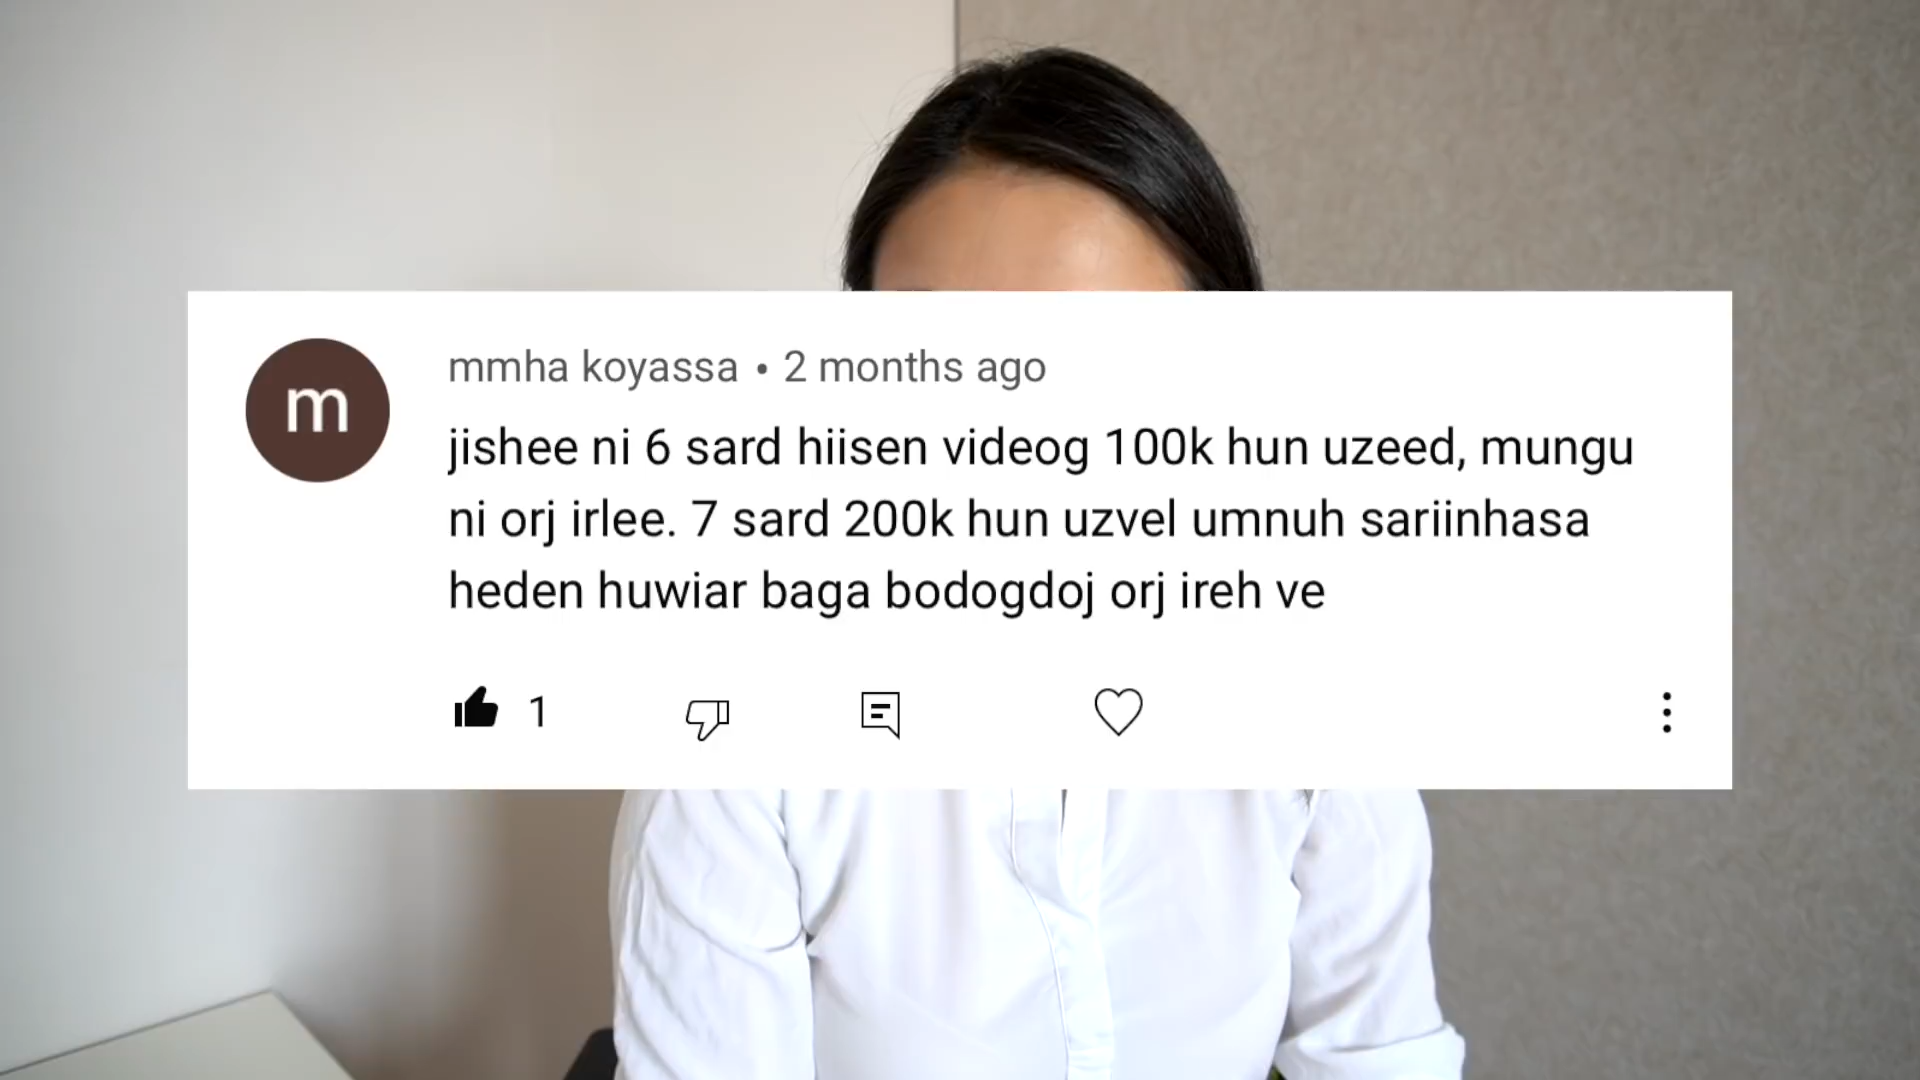 m
mmha koyassa • 2 months ago
jishee ni 6 sard hiisen videog 100k hun uzeed, mungu
ni orj irlee. 7 sard 200k hun uzvel umnuh sariinhasa
heden huwiar baga bodogdoj orj ireh ve
1